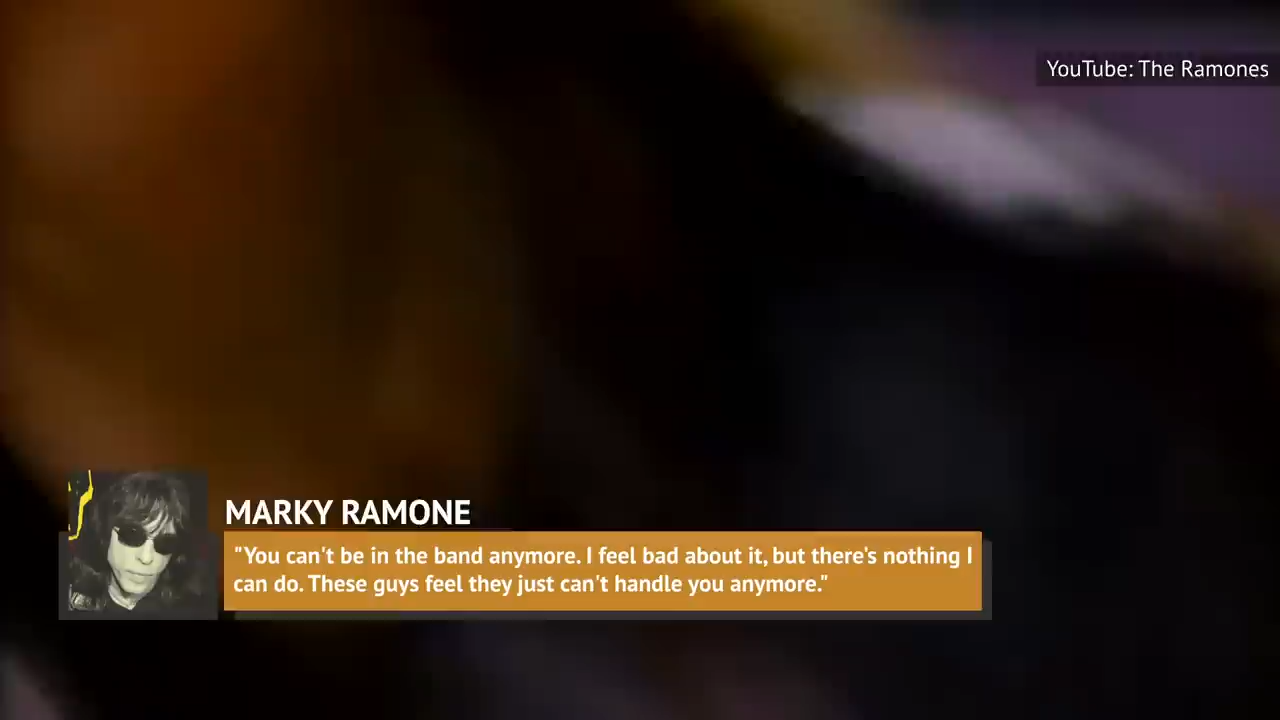 YouTube: The Ramones
MARKY RAMONE
"You can't be in the band anymore. I feel bad about it, but there's nothing I
can do. These guys feel they just can't handle you anymore."